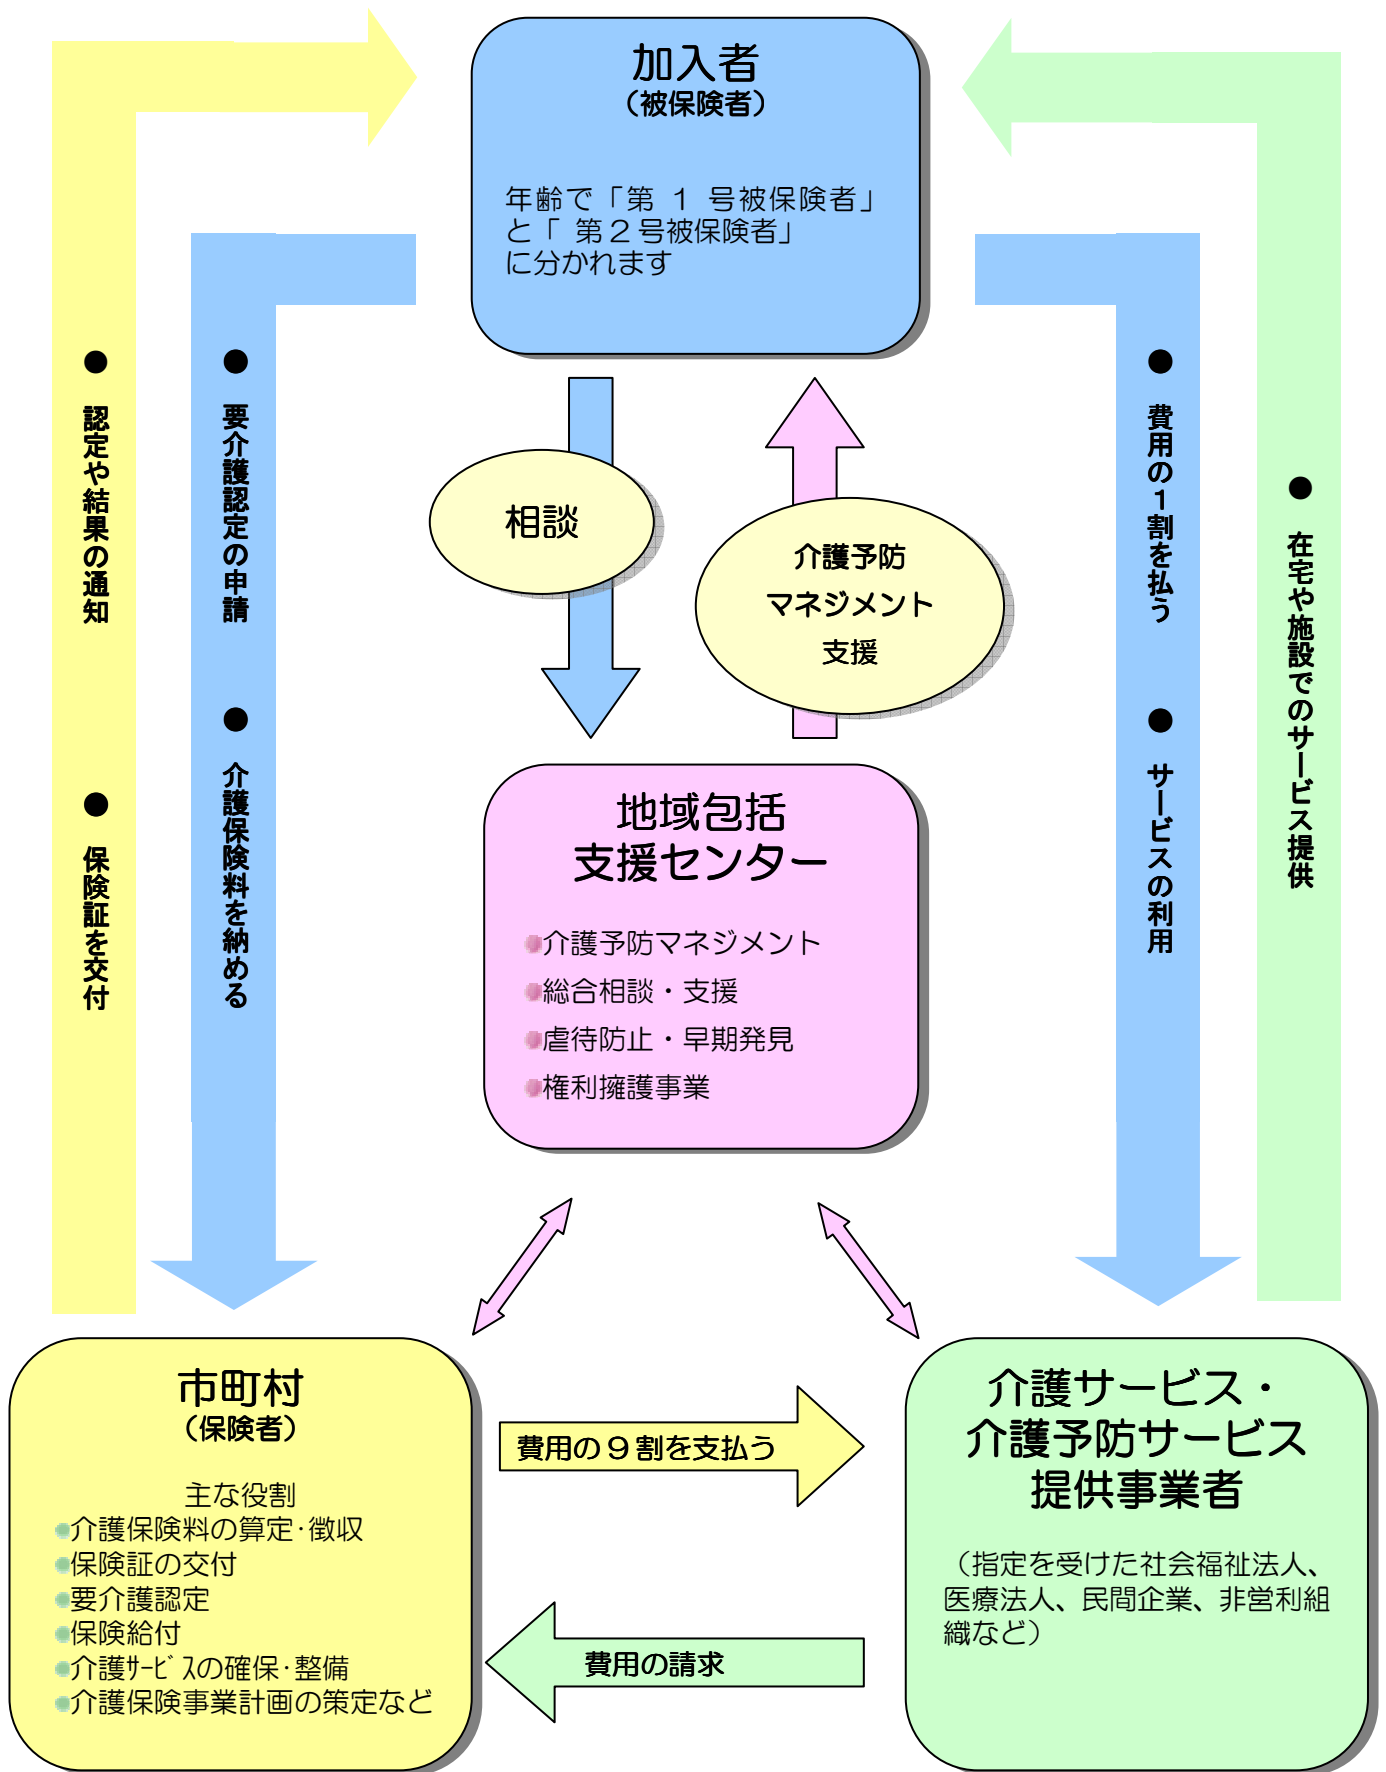 加入者
（被保険者）
年齢で「第 1 号被保険者」
と「 第2号被保険者」
に分かれます
● 認定や結果の通知 ● 保険証を交付
● 要介護認定の申請 ● 介護保険料を納める
相談
介護予防
マネジメント
支援
● 費用の1割を払う ● サービスの利用
● 在宅や施設でのサービス提供
地域包括
支援センター
●介護予防マネジメント
●総合相談・支援
●虐待防止・早期発見
●権利擁護事業
市町村
（保険者）
主な役割
●介護保険料の算定･徴収
●保険証の交付
●要介護認定
●保険給付
●介護ｻｰﾋﾞｽの確保･整備
●介護保険事業計画の策定など
費用の９割を支払う
費用の請求
介護サービス・
介護予防サービス
提供事業者
（指定を受けた社会福祉法人、
医療法人、民間企業、非営利組
織など）